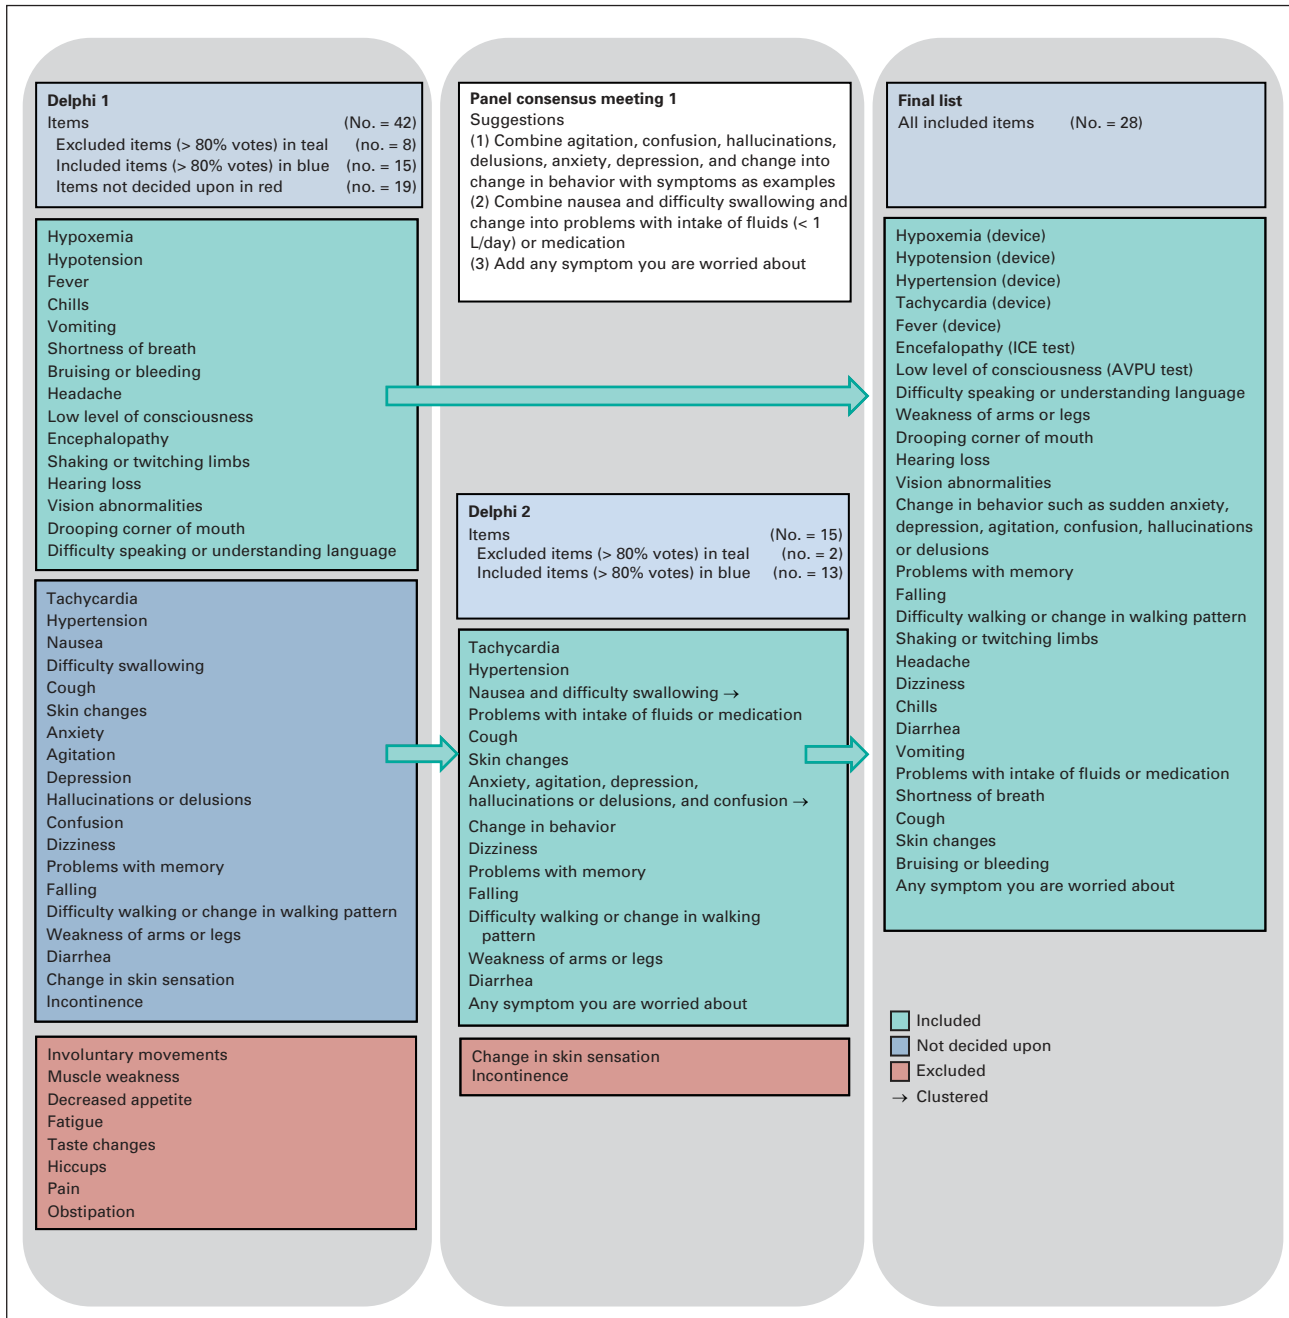 Delphi 1
Items (No. = 42)
Excluded items (> 80% votes) in teal (no. = 8)
Included items (> 80% votes) in blue (no. = 15)
Items not decided upon in red (no. = 19)
Hypoxemia
Hypotension
Fever
Chills
Vomiting
Shortness of breath
Bruising or bleeding
Headache
Low level of consciousness
Encephalopathy
Shaking or twitching limbs
Hearing loss
Vision abnormalities
Drooping corner of mouth
Difficulty speaking or understanding language
Tachycardia
Hypertension
Nausea
Difficulty swallowing
Cough
Skin changes
Anxiety
Agitation
Depression
Hallucinations or delusions
Confusion
Dizziness
Problems with memory
Falling
Difficulty walking or change in walking pattern
Weakness of arms or legs
Diarrhea
Change in skin sensation
Incontinence
Involuntary movements
Muscle weakness
Decreased appetite
Fatigue
Taste changes
Hiccups
Pain
Obstipation
Panel consensus meeting 1
Suggestions
(1) Combine agitation, confusion, hallucinations,
delusions, anxiety, depression, and change into
change in behavior with symptoms as examples
(2) Combine nausea and difficulty swallowing and
change into problems with intake of fluids (< 1
L/day) or medication
(3) Add any symptom you are worried about
Delphi 2
Items (No. = 15)
Excluded items (> 80% votes) in teal (no. = 2)
Included items (> 80% votes) in blue (no. = 13)
Tachycardia
Hypertension
Nausea and difficulty swallowing →
Problems with intake of fluids or medication
Cough
Skin changes
Anxiety, agitation, depression,
hallucinations or delusions, and confusion →
Change in behavior
Dizziness
Problems with memory
Falling
Difficulty walking or change in walking
pattern
Weakness of arms or legs
Diarrhea
Any symptom you are worried about
Change in skin sensation
Incontinence
Final list
All included items (No. = 28)
Hypoxemia (device)
Hypotension (device)
Hypertension (device)
Tachycardia (device)
Fever (device)
Encefalopathy (ICE test)
Low level of consciousness (AVPU test)
Difficulty speaking or understanding language
Weakness of arms or legs
Drooping corner of mouth
Hearing loss
Vision abnormalities
Change in behavior such as sudden anxiety,
depression, agitation, confusion, hallucinations
or delusions
Problems with memory
Falling
Difficulty walking or change in walking pattern
Shaking or twitching limbs
Headache
Dizziness
Chills
Diarrhea
Vomiting
Problems with intake of fluids or medication
Shortness of breath
Cough
Skin changes
Bruising or bleeding
Any symptom you are worried about
Included
Not decided upon
Excluded
→ Clustered